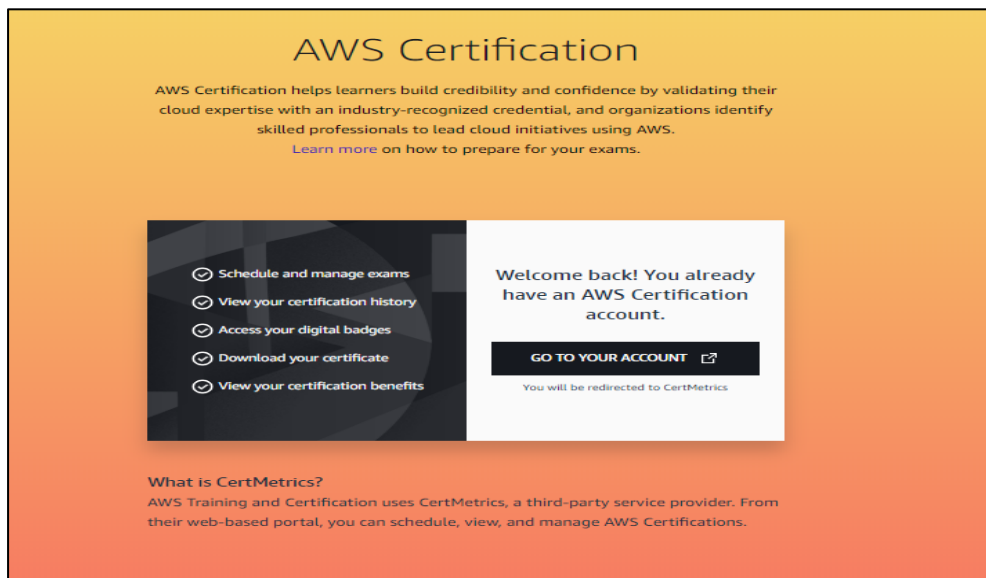 AWS Certification
AWS Certification helps learners build credibility and confidence by validating their
cloud expertise with an industry-recognized credential, and organizations identify
skilled professionals to lead cloud initiatives using AWS.
Learn more on how to prepare for your exams.
Schedule and manage exams
View your certification history
Access your digital badges
Download your certificate
View your certification benefits
Welcome back! You already
have an AWS Certification
account.
GO TO YOUR ACCOUNT
You will be redirected to CertMetrics
What is CertMetrics?
AWS Training and Certification uses CertMetrics, a third-party service provider. From
their web-based portal, you can schedule, view, and manage AWS Certifications.